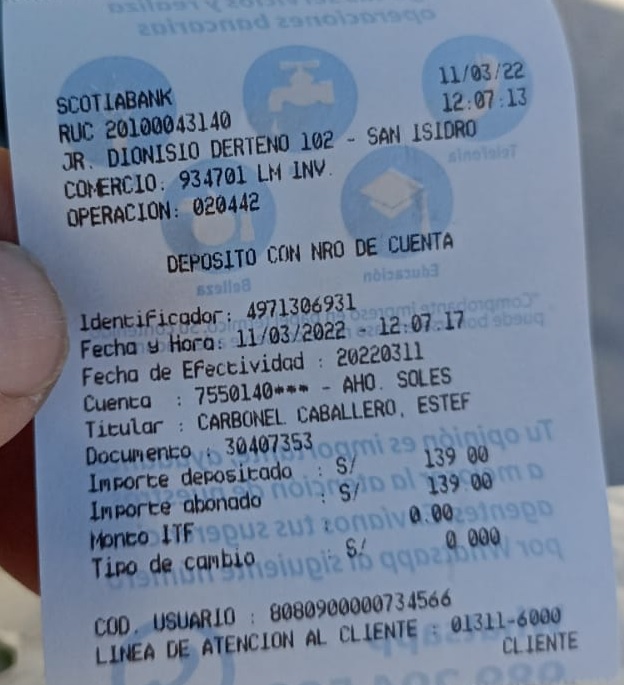 11/03/22
SCOTIABANK 12:07:13
RUC 20100043140
JR. DIONISIO DERTENO 102 - SAN ISIDRO
COMERCIO: 934701 LM INV.
OPERACION: 020442
DEPOSITO CON NRO DE CUENTA
Identificador: 4971306931
Fecha y Hora: 11/03/2022 - 12:07.17
Fecha de Efectividad : 20220311
Cuenta : 7550140*** - AHO. SOLES
Titular : CARBONEL CABALLERO, ESTEF
Documento : 30407353
Importe depositado : S/ 139 00
Importe abonado : S/ 139.00
Monto ITF 0.00
Tipo de cambio : S/ 0 000
COD. USUARIO : 8080900000734566
LINEA DE ATENCION AL CLIENTE : 01311-6000
CLIENTE